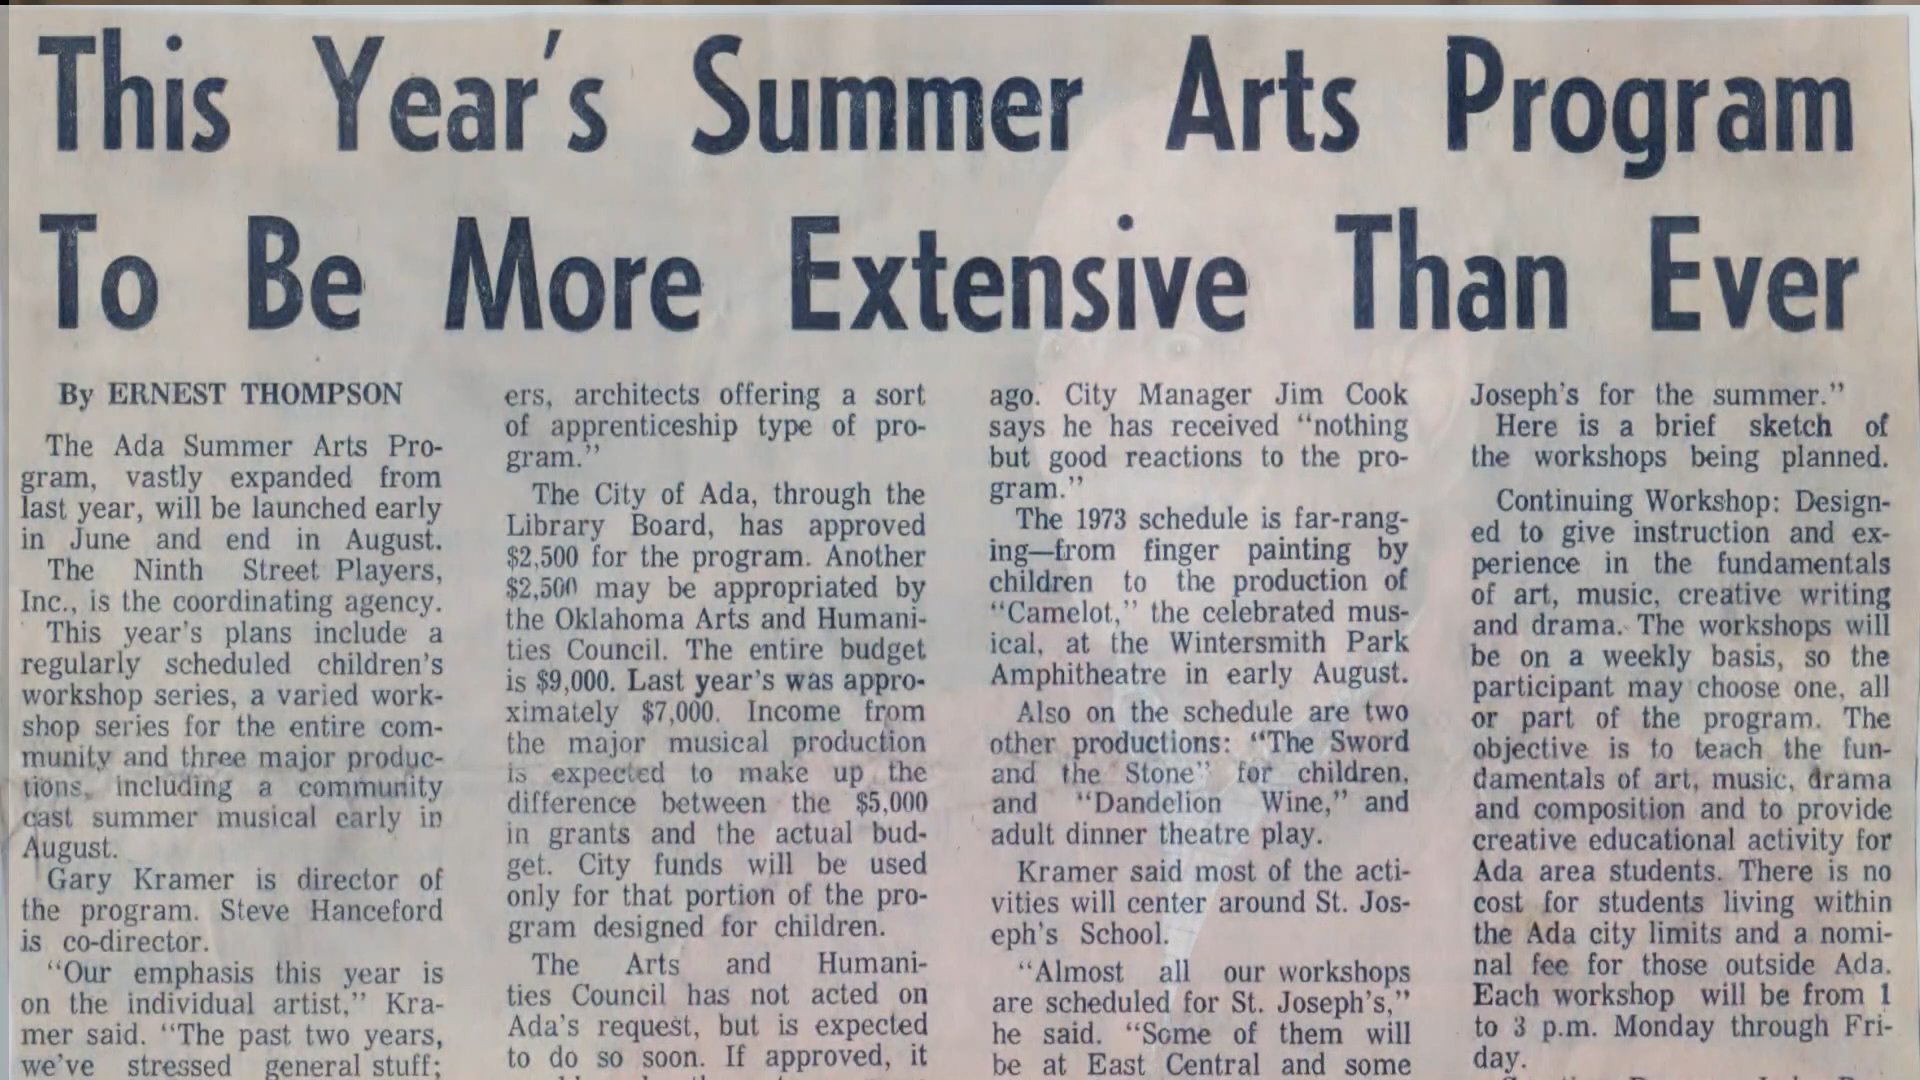 This Year's Summer Arts Program
To Be More Extensive Than Ever
By ERNEST THOMPSON
The Ada Summer Arts Pro-
gram, vastly expanded from
last year, will be launched early
in June and end in August.
The Ninth Street Players,
Inc., is the coordinating agency.
This year's plans include a
regularly scheduled children's
workshop series, a varied work-
shop series for the entire com-
munity and three major produc-
tions, including a community
cast summer musical early in
August.
Gary Kramer is director of
the program. Steve Hanceford
is co-director.
"Our emphasis this year is
on the individual artist," Kra-
mer said. "The past two years,
we've stressed general stuff;
ers, architects offering a sort
of apprenticeship type of pro-
gram."
The City of Ada, through the
Library Board, has approved
$2,500 for the program. Another
$2,500 may be appropriated by
the Oklahoma Arts and Humani-
ties Council. The entire budget
is $9,000. Last year's was appro-
ximately $7,000. Income from
the major musical production
is expected to make up the
difference between the $5,000
in grants and the actual bud-
get. City funds will be used
only for that portion of the pro-
gram designed for children.
The Arts and Humani-
ties Council has not acted on
Ada's request, but is expected
to do so soon. If approved, it
ago. City Manager Jim Cook
says he has received "nothing
but good reactions to the pro-
gram."
The 1973 schedule is far-rang-
ing—from finger painting by
children to the production of
"Camelot," the celebrated mus-
ical, at the Wintersmith Park
Amphitheatre in early August.
Also on the schedule are two
other productions: "The Sword
and the Stone" for children,
and "Dandelion Wine," and
adult dinner theatre play.
Kramer said most of the acti-
vities will center around St. Jos-
eph's School.
"Almost all our workshops
are scheduled for St. Joseph's,"
he said. "Some of them will
be at East Central and some
Joseph's for the summer."
Here is a brief sketch of
the workshops being planned.
Continuing Workshop: Design-
ed to give instruction and ex-
perience in the fundamentals
of art, music, creative writing
and drama. The workshops will
be on a weekly basis, so the
participant may choose one, all
or part of the program. The
objective is to teach the fun-
damentals of art, music, drama
and composition and to provide
creative educational activity for
Ada area students. There is no
cost for students living within
the Ada city limits and a nomi-
nal fee for those outside Ada.
Each workshop will be from 1
to 3 p.m. Monday through Fri-
day.